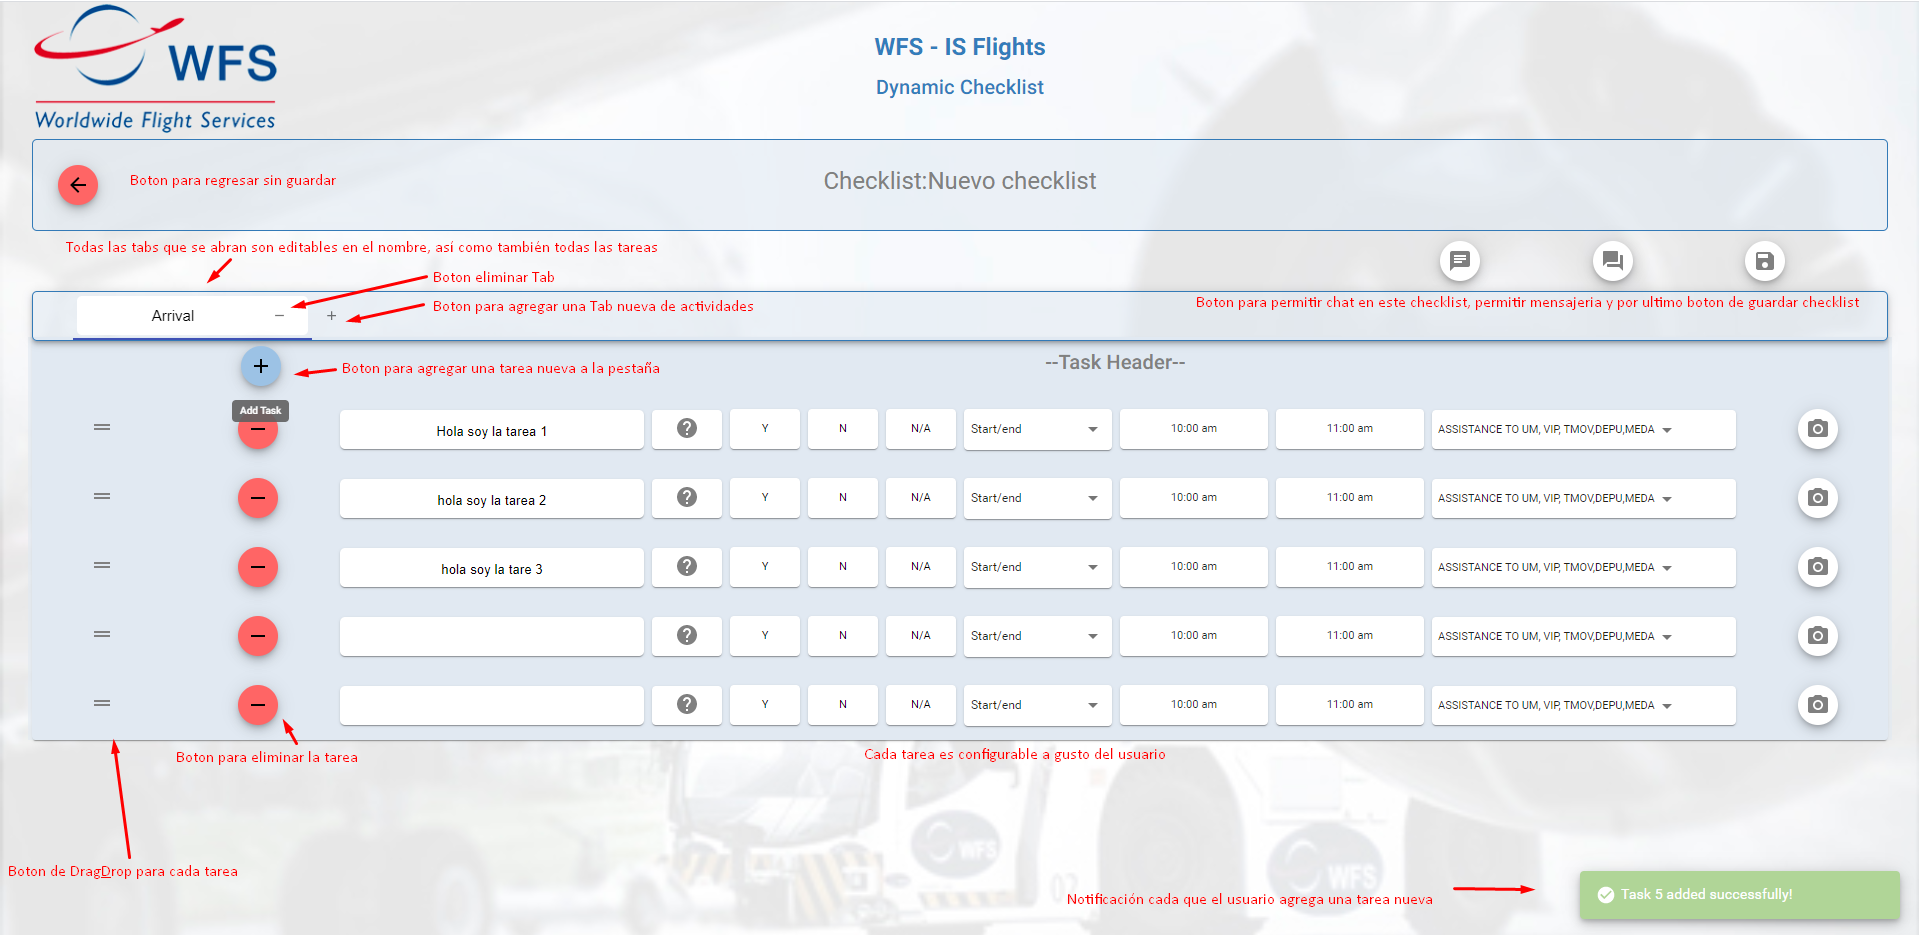 WFS
Worldwide Flight Services
WFS - IS Flights
Dynamic Checklist
Boton para regresar sin guardar
Checklist:Nuevo checklist
Todas las tabs que se abran son editables en el nombre, así como también todas las tareas
Boton eliminar Tab
Boton para agregar una Tab nueva de actividades
Boton para permitir chat en este checklist, permitir mensajeria y por ultimo boton de guardar checklist
Arrival − +
Boton para agregar una tarea nueva a la pestaña
--Task Header--
Add Task
Hola soy la tarea 1 Y N N/A Start/end 10:00 am 11:00 am ASSISTANCE TO UM, VIP, TMOV,DEPU,MEDA
hola soy la tarea 2 Y N N/A Start/end 10:00 am 11:00 am ASSISTANCE TO UM, VIP, TMOV,DEPU,MEDA
hola soy la tare 3 Y N N/A Start/end 10:00 am 11:00 am ASSISTANCE TO UM, VIP, TMOV,DEPU,MEDA
Y N N/A Start/end 10:00 am 11:00 am ASSISTANCE TO UM, VIP, TMOV,DEPU,MEDA
Y N N/A Start/end 10:00 am 11:00 am ASSISTANCE TO UM, VIP, TMOV,DEPU,MEDA
Boton para eliminar la tarea
Cada tarea es configurable a gusto del usuario
WFS
WFS
Boton de DragDrop para cada tarea
Notificación cada que el usuario agrega una tarea nueva
Task 5 added successfully!